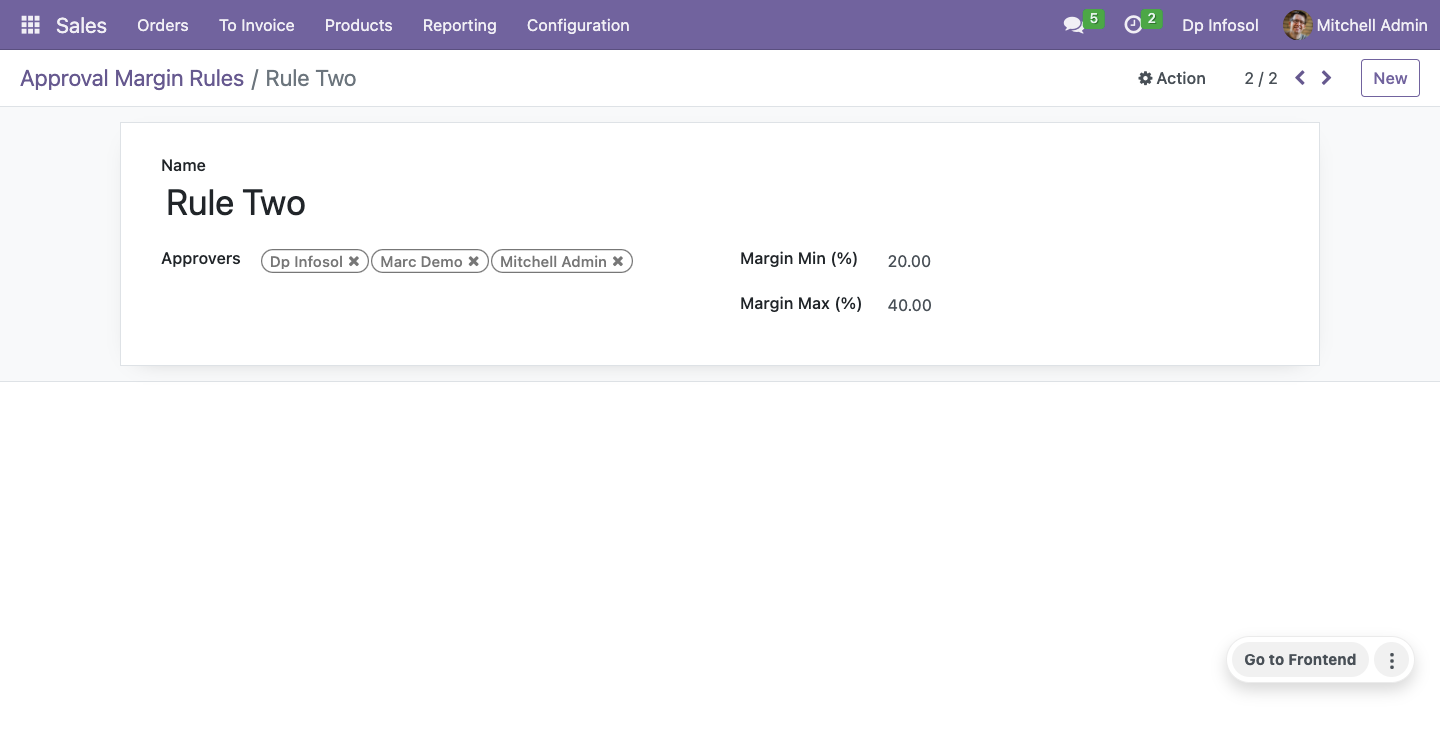 Sales Orders To Invoice Products Reporting Configuration 5 2 Dp Infosol Mitchell Admin
Approval Margin Rules / Rule Two Action 2 / 2 New
Name
Rule Two
Approvers Dp Infosol Marc Demo Mitchell Admin Margin Min (%) 20.00
Margin Max (%) 40.00
Go to Frontend